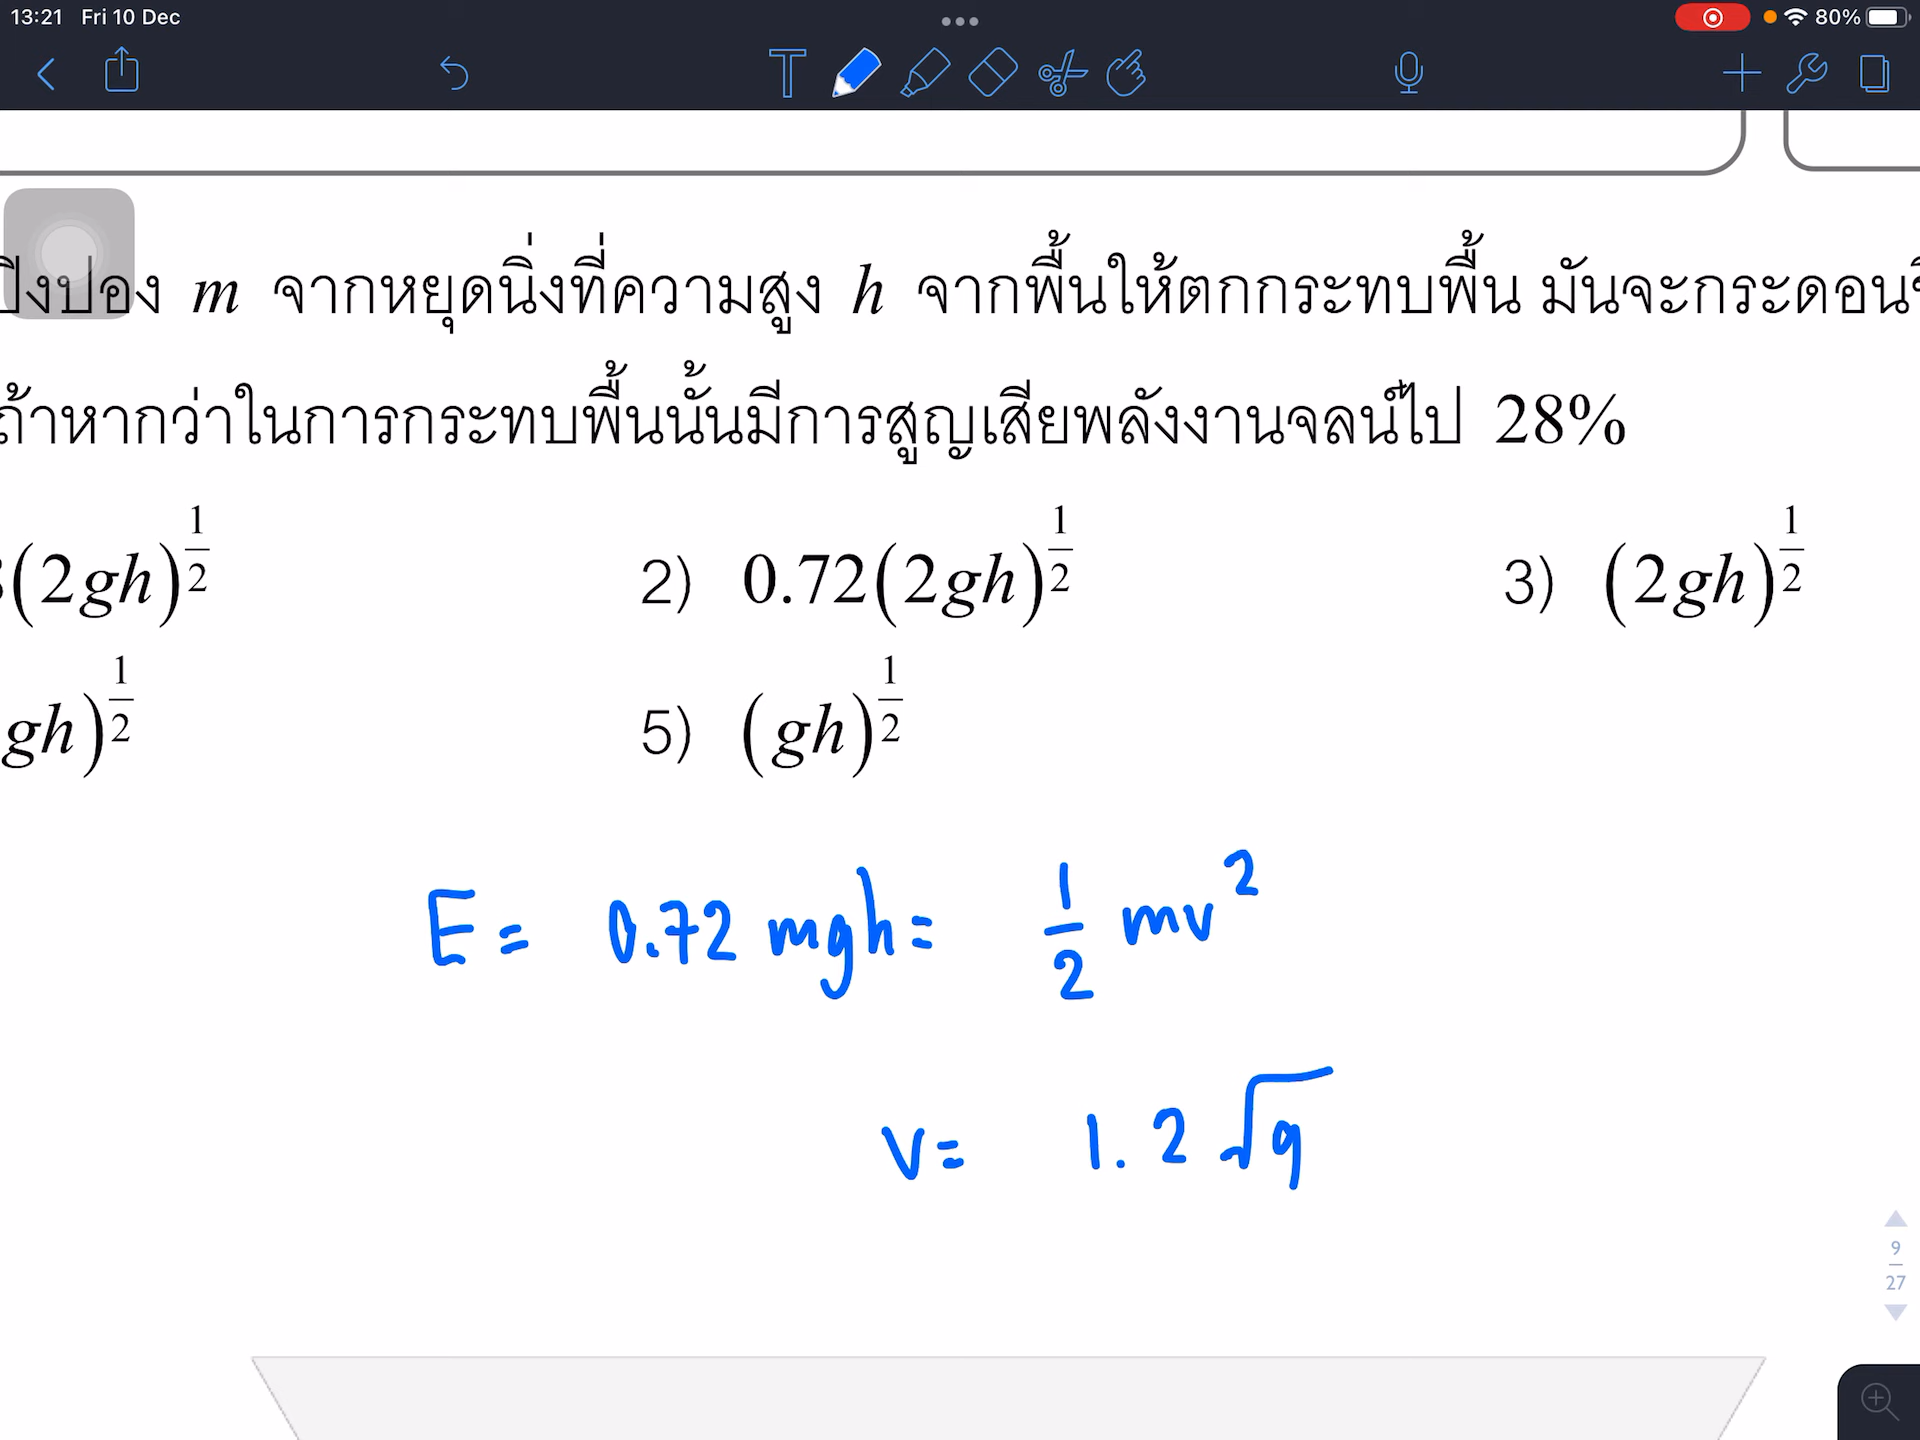 13:21 Fri 10 Dec
80%
ปิงปอง m จากหยุดนิ่งที่ความสูง h จากพื้นให้ตกกระทบพื้น มันจะกระดอน
ถ้าหากว่าในการกระทบพื้นนั้นมีการสูญเสียพลังงานจลน์ไป 28%
(2gh)^{1/2} 2) 0.72(2gh)^{1/2} 3) (2gh)^{1/2}
gh)^{1/2} 5) (gh)^{1/2}
E = 0.72 mgh = 1/2 mv²
v = 1.2 √g
9
27